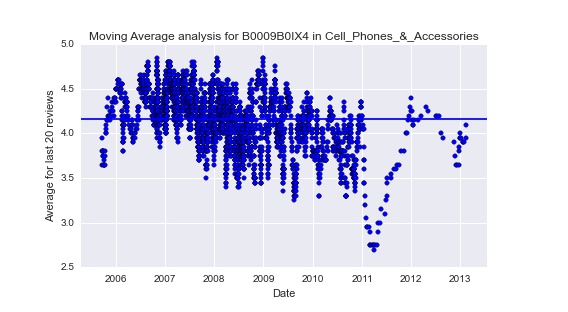 Moving Average analysis for B0009B0IX4 in Cell_Phones_&_Accessories
5.0
4.5
4.0
3.5
3.0
2.5
Average for last 20 reviews
2006 2007 2008 2009 2010 2011 2012 2013
Date